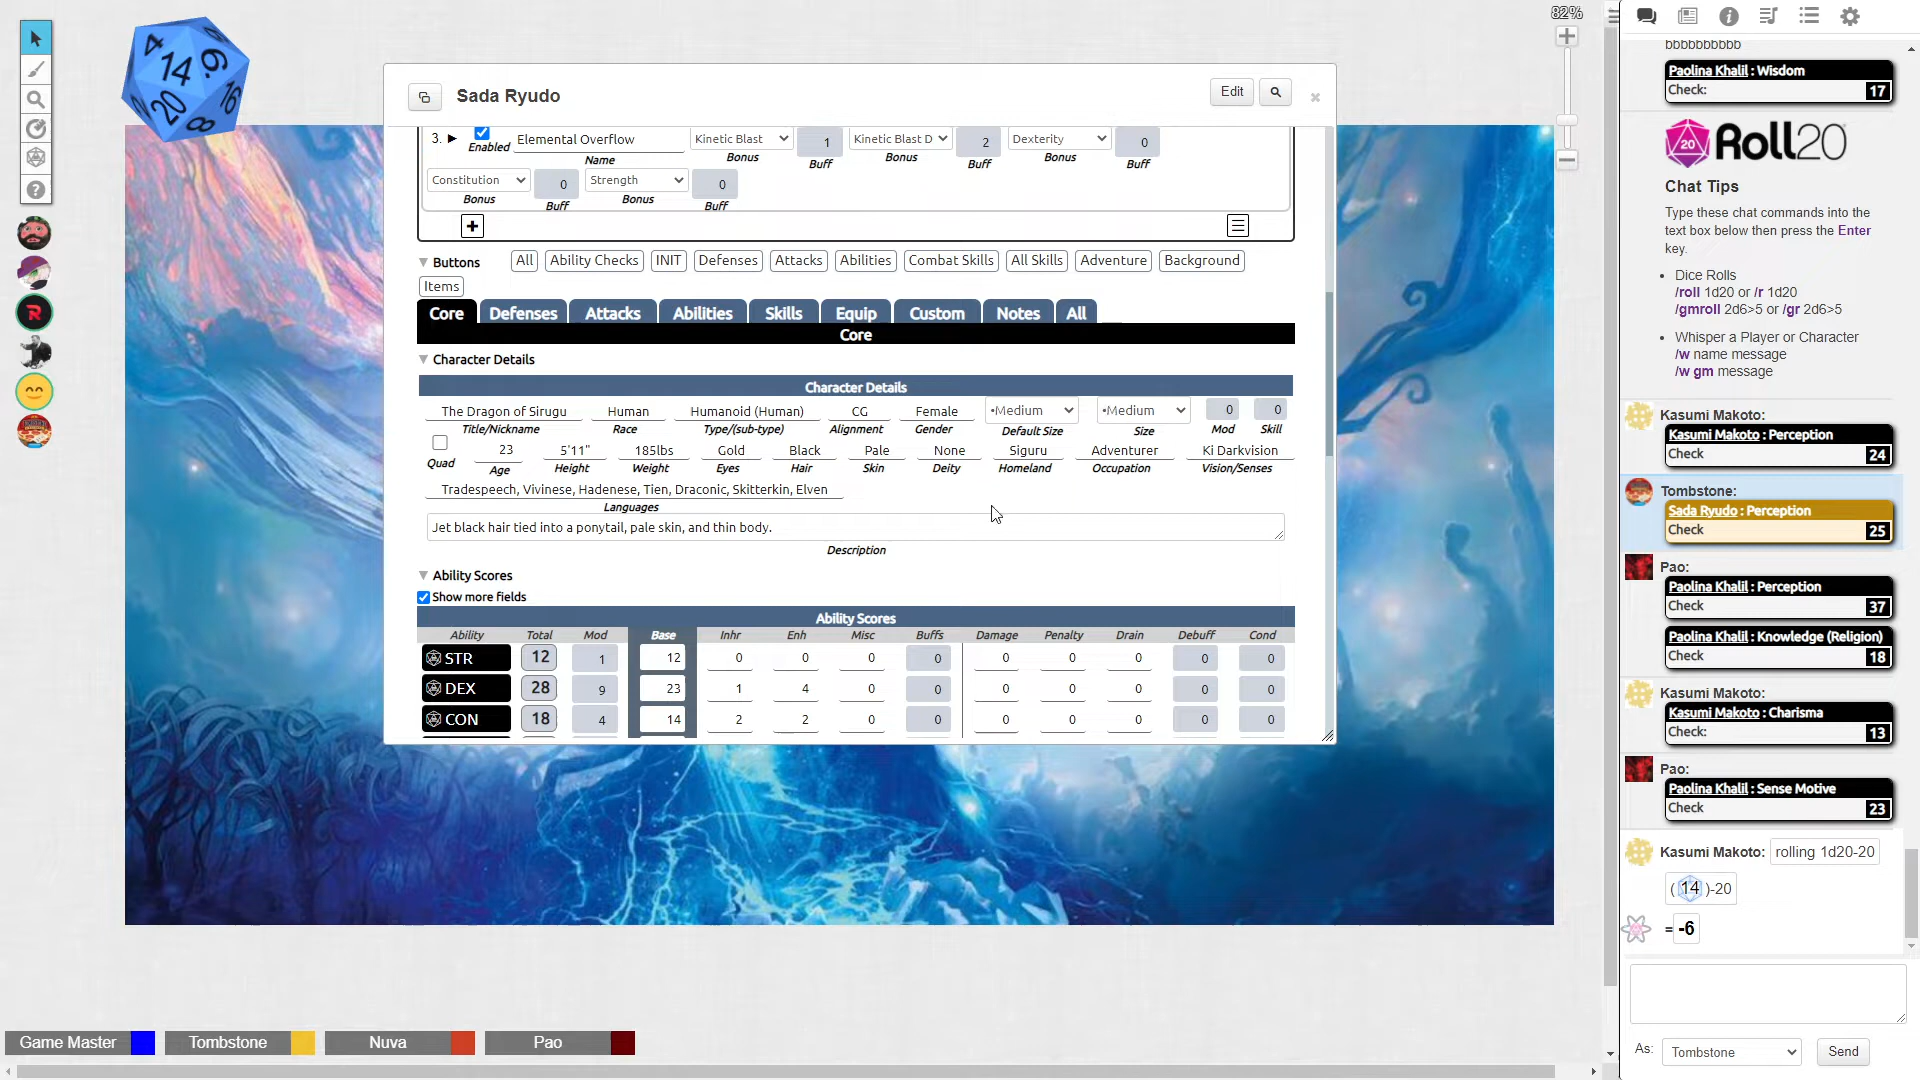 82%
4
14
6
20
16
8
Sada Ryudo
Edit
3.
Enabled
Elemental Overflow
Name
Kinetic Blast
Bonus
1
Buff
Kinetic Blast D
Bonus
2
Buff
Dexterity
Bonus
0
Buff
Constitution
Bonus
0
Buff
Strength
Bonus
0
Buff
Buttons All Ability Checks INIT Defenses Attacks Abilities Combat Skills All Skills Adventure Background
Items
Core Defenses Attacks Abilities Skills Equip Custom Notes All
Core
Character Details
Character Details
The Dragon of Sirugu Human Humanoid (Human) CG Female •Medium •Medium 0 0
Title/Nickname Race Type/(sub-type) Alignment Gender Default Size Size Mod Skill
23 5'11" 185lbs Gold Black Pale None Siguru Adventurer Ki Darkvision
Quad Age Height Weight Eyes Hair Skin Deity Homeland Occupation Vision/Senses
Tradespeech, Vivinese, Hadenese, Tien, Draconic, Skitterkin, Elven
Languages
Jet black hair tied into a ponytail, pale skin, and thin body.
Description
Ability Scores
Show more fields
Ability Scores
Ability Total Mod Base Inhr Enh Misc Buffs Damage Penalty Drain Debuff Cond
STR 12 1 12 0 0 0 0 0 0 0 0 0
DEX 28 9 23 1 4 0 0 0 0 0 0 0
CON 18 4 14 2 2 0 0 0 0 0 0 0
Game Master
Tombstone
Nuva
Pao
bbbbbbbbbb
Paolina Khalil : Wisdom
Check: 17
20
Roll20
Chat Tips
Type these chat commands into the
text box below then press the Enter
key.
• Dice Rolls
/roll 1d20 or /r 1d20
/gmroll 2d6>5 or /gr 2d6>5
• Whisper a Player or Character
/w name message
/w gm message
Kasumi Makoto:
Kasumi Makoto : Perception
Check 24
Tombstone:
Sada Ryudo : Perception
Check 25
Pao:
Paolina Khalil : Perception
Check 37
Paolina Khalil : Knowledge (Religion)
Check 18
Kasumi Makoto:
Kasumi Makoto : Charisma
Check: 13
Pao:
Paolina Khalil : Sense Motive
Check 23
Kasumi Makoto: rolling 1d20-20
(14)-20
= -6
As: Tombstone Send